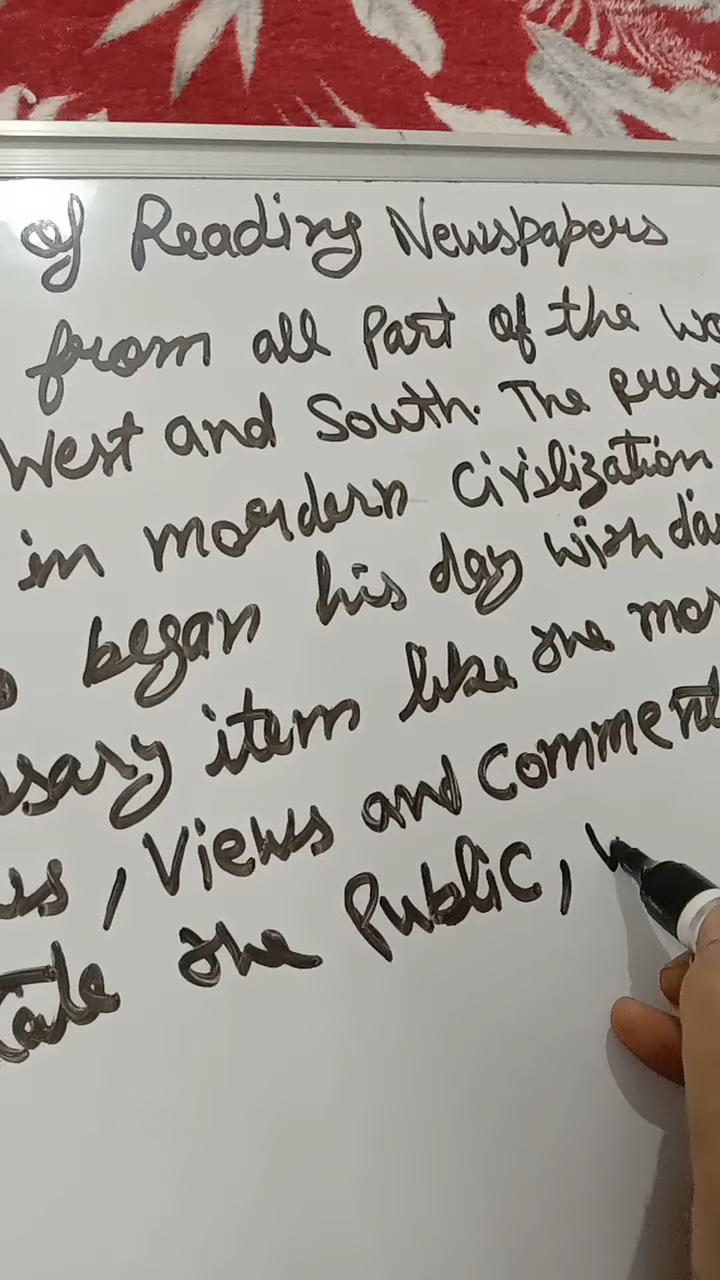 of Reading Newspapers
from all Part of the
West and South. The
in mordern Civilization
began his day with
item like the
, Views and Comment
the Public,